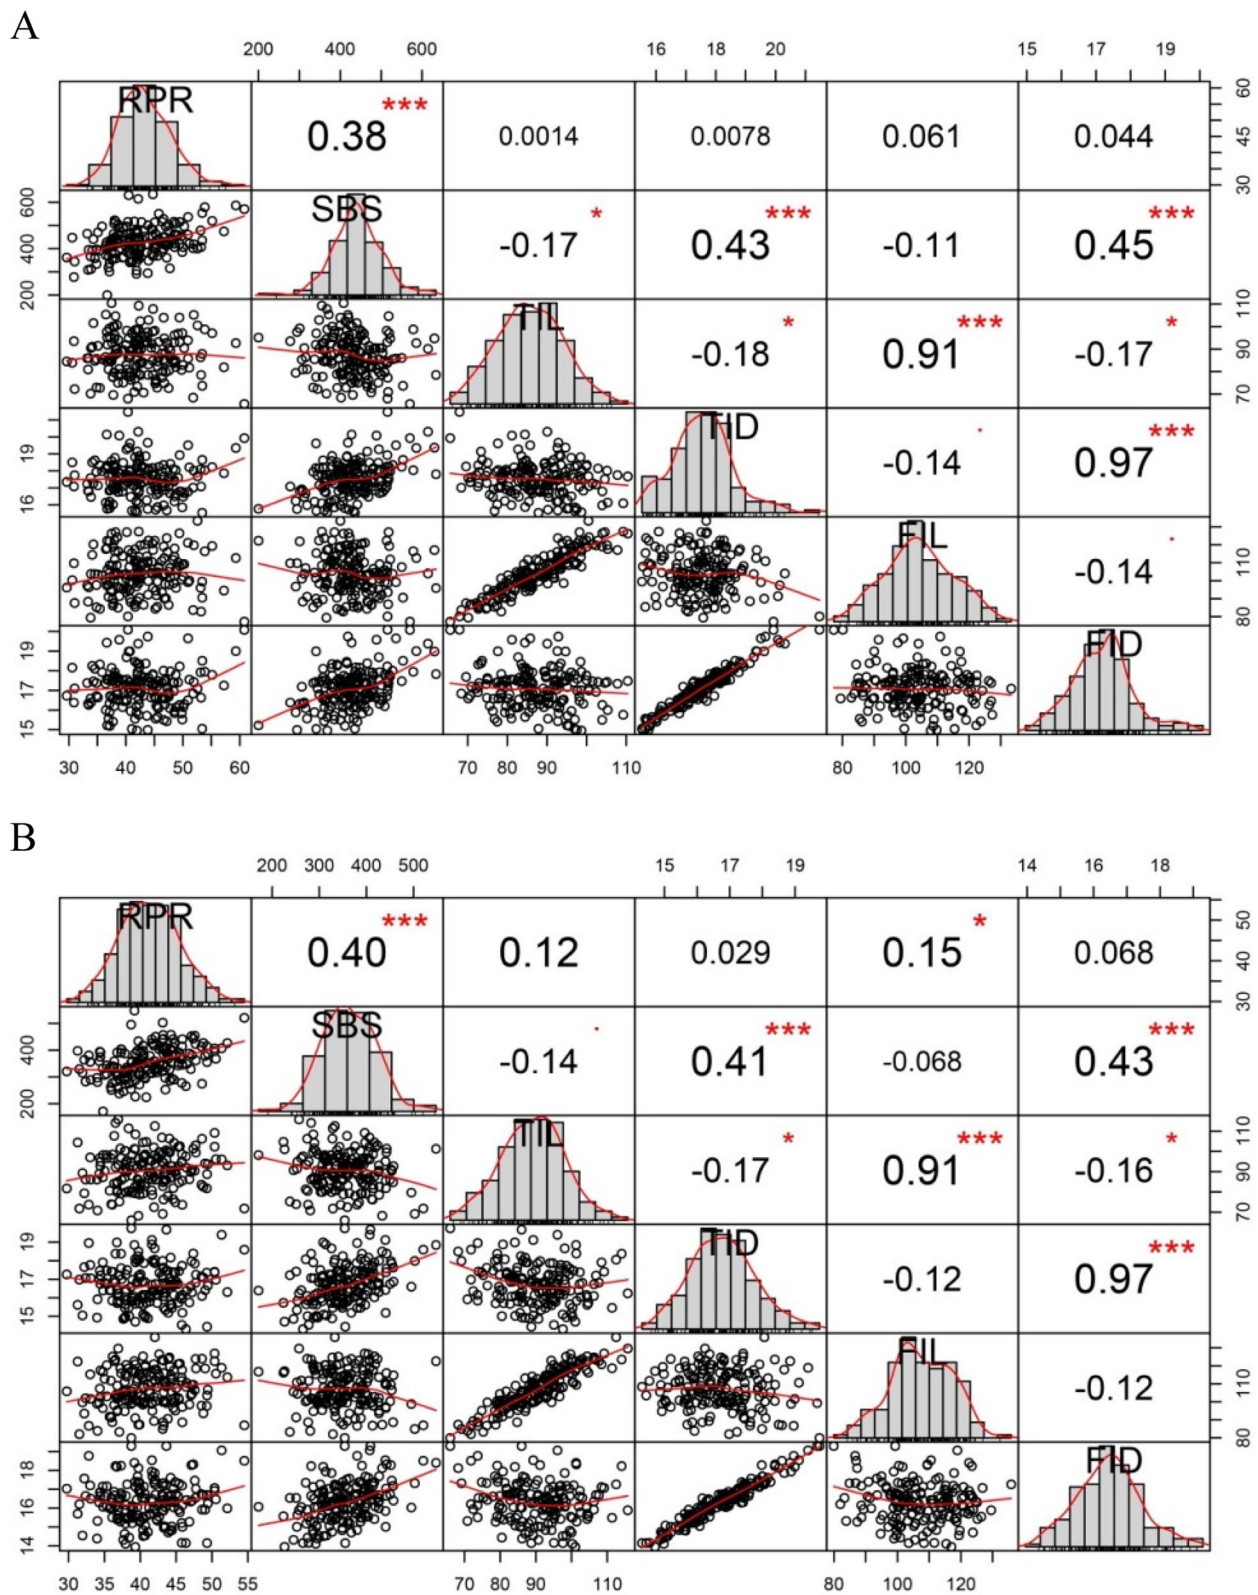 A
200 400 600 16 18 20 15 17 19
RPR 0.38 *** 0.0014 0.0078 0.061 0.044 30 45 60
200 400 600 SBS -0.17 * 0.43 *** -0.11 0.45 ***
TIL -0.18 * 0.91 *** -0.17 * 70 90 110
16 19 TID -0.14 . 0.97 ***
FIL -0.14 . 80 110
15 17 19 FID
30 40 50 60 70 80 90 110 80 100 120
B
200 300 400 500 15 17 19 14 16 18
RPR 0.40 *** 0.12 0.029 0.15 * 0.068 30 40 50
200 400 SBS -0.14 . 0.41 *** -0.068 0.43 ***
TIL -0.17 * 0.91 *** -0.16 * 70 90 110
15 17 19 TID -0.12 0.97 ***
FIL -0.12 80 110
14 16 18 FID
30 35 40 45 50 55 70 80 90 110 80 100 120